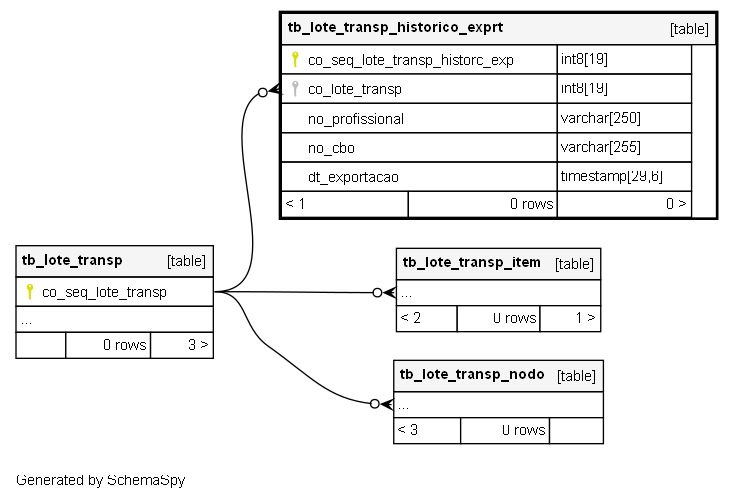 tb_lote_transp_historico_exprt [table]
co_seq_lote_transp_historc_exp int8[19]
co_lote_transp int8[19]
no_profissional varchar[250]
no_cbo varchar[255]
dt_exportacao timestamp[29,6]
< 1 0 rows 0 >
tb_lote_transp [table]
co_seq_lote_transp
...
0 rows 3 >
tb_lote_transp_item [table]
...
< 2 0 rows 1 >
tb_lote_transp_nodo [table]
...
< 3 0 rows
Generated by SchemaSpy